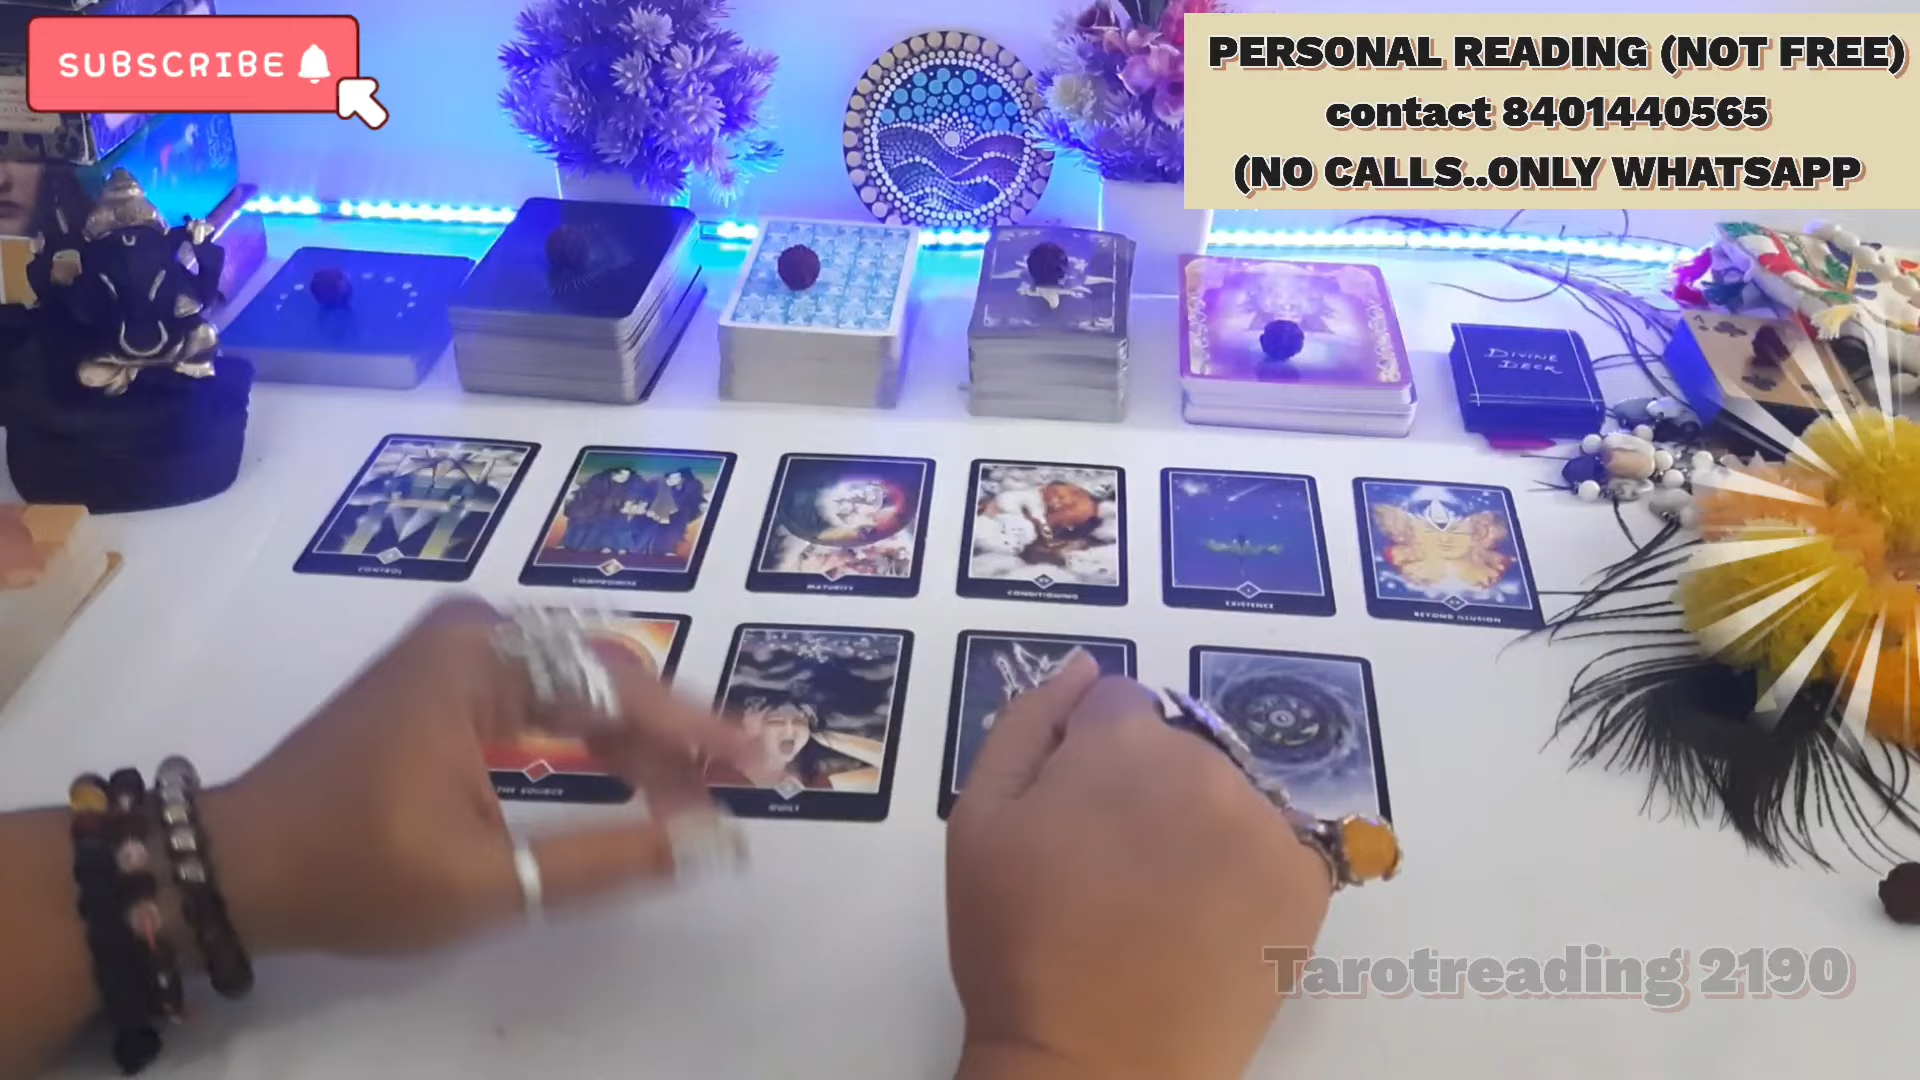 SUBSCRIBE
PERSONAL READING (NOT FREE)
contact 8401440565
(NO CALLS..ONLY WHATSAPP
DIVINE
DECK
CONTROL
COMPROMISE
MATURITY
CONDITIONING
EXISTENCE
BEYOND ILLUSION
THE SOURCE
GUILT
Tarotreading 2190